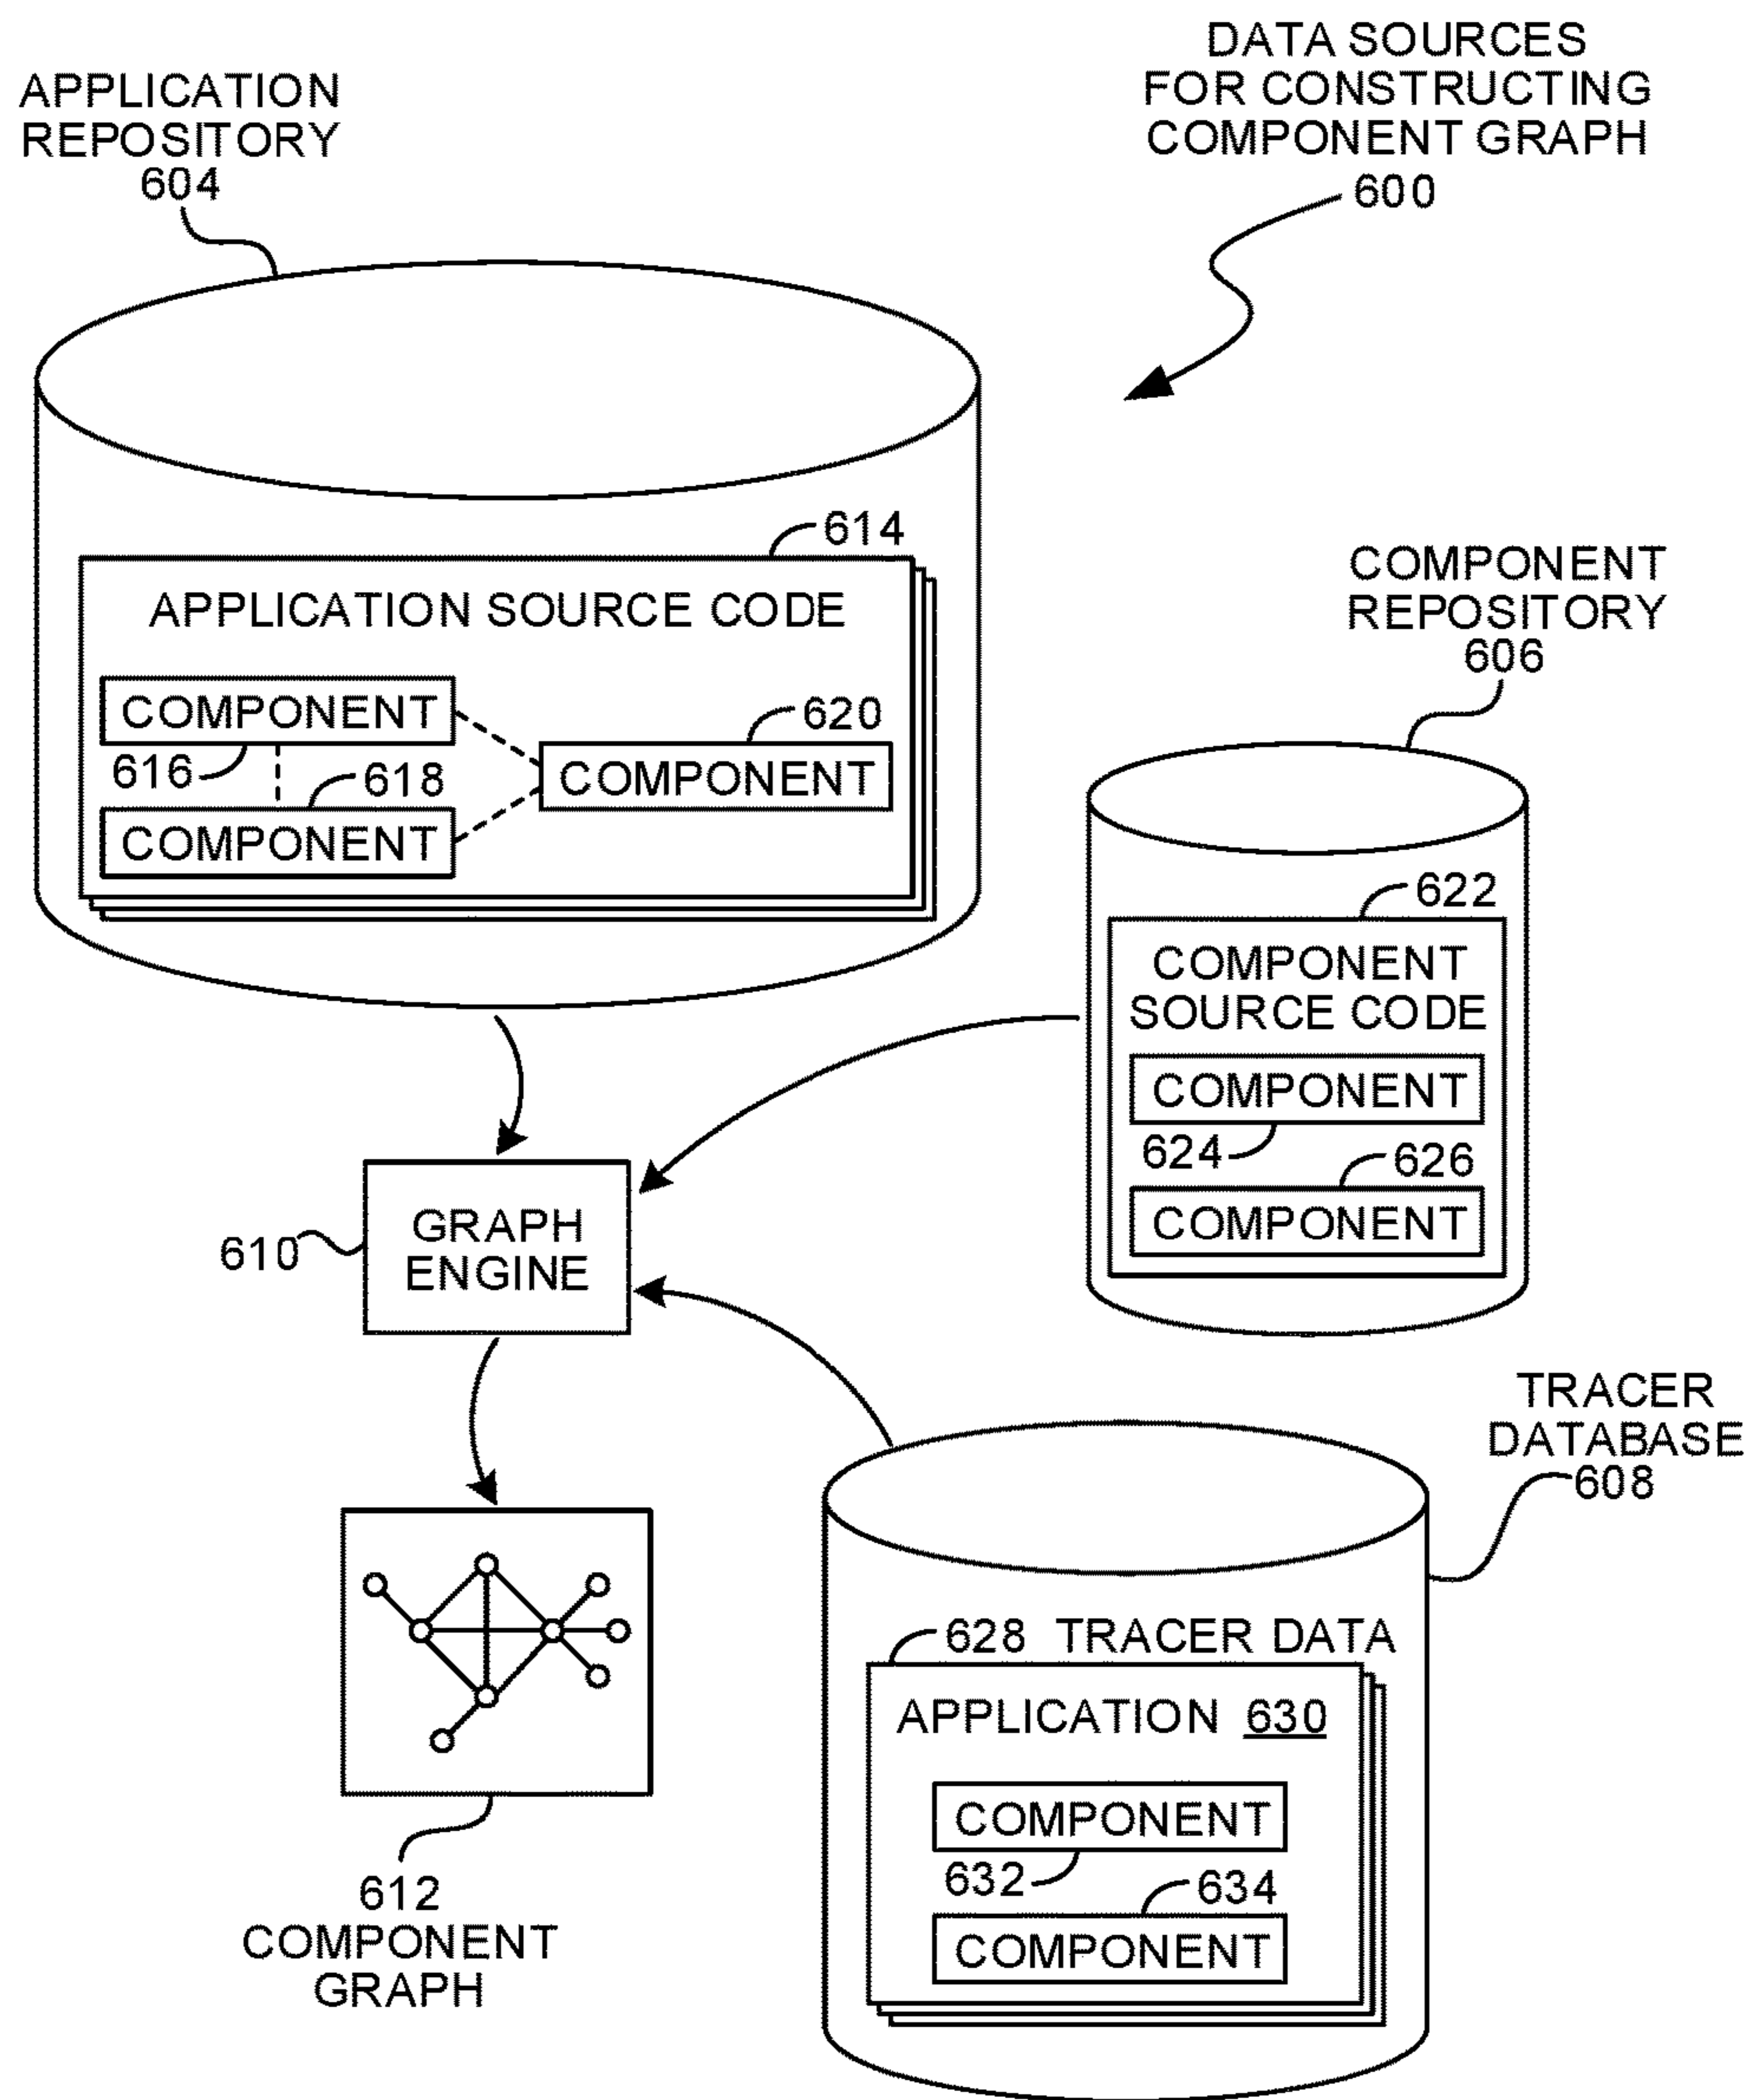 DATA SOURCES
FOR CONSTRUCTING
COMPONENT GRAPH
600
APPLICATION
REPOSITORY
604
614
APPLICATION SOURCE CODE
COMPONENT
616
620
COMPONENT
618
COMPONENT
COMPONENT
REPOSITORY
606
622
COMPONENT
SOURCE CODE
COMPONENT
624
626
COMPONENT
610
GRAPH
ENGINE
TRACER
DATABASE
608
628 TRACER DATA
APPLICATION 630
COMPONENT
632
634
COMPONENT
612
COMPONENT
GRAPH